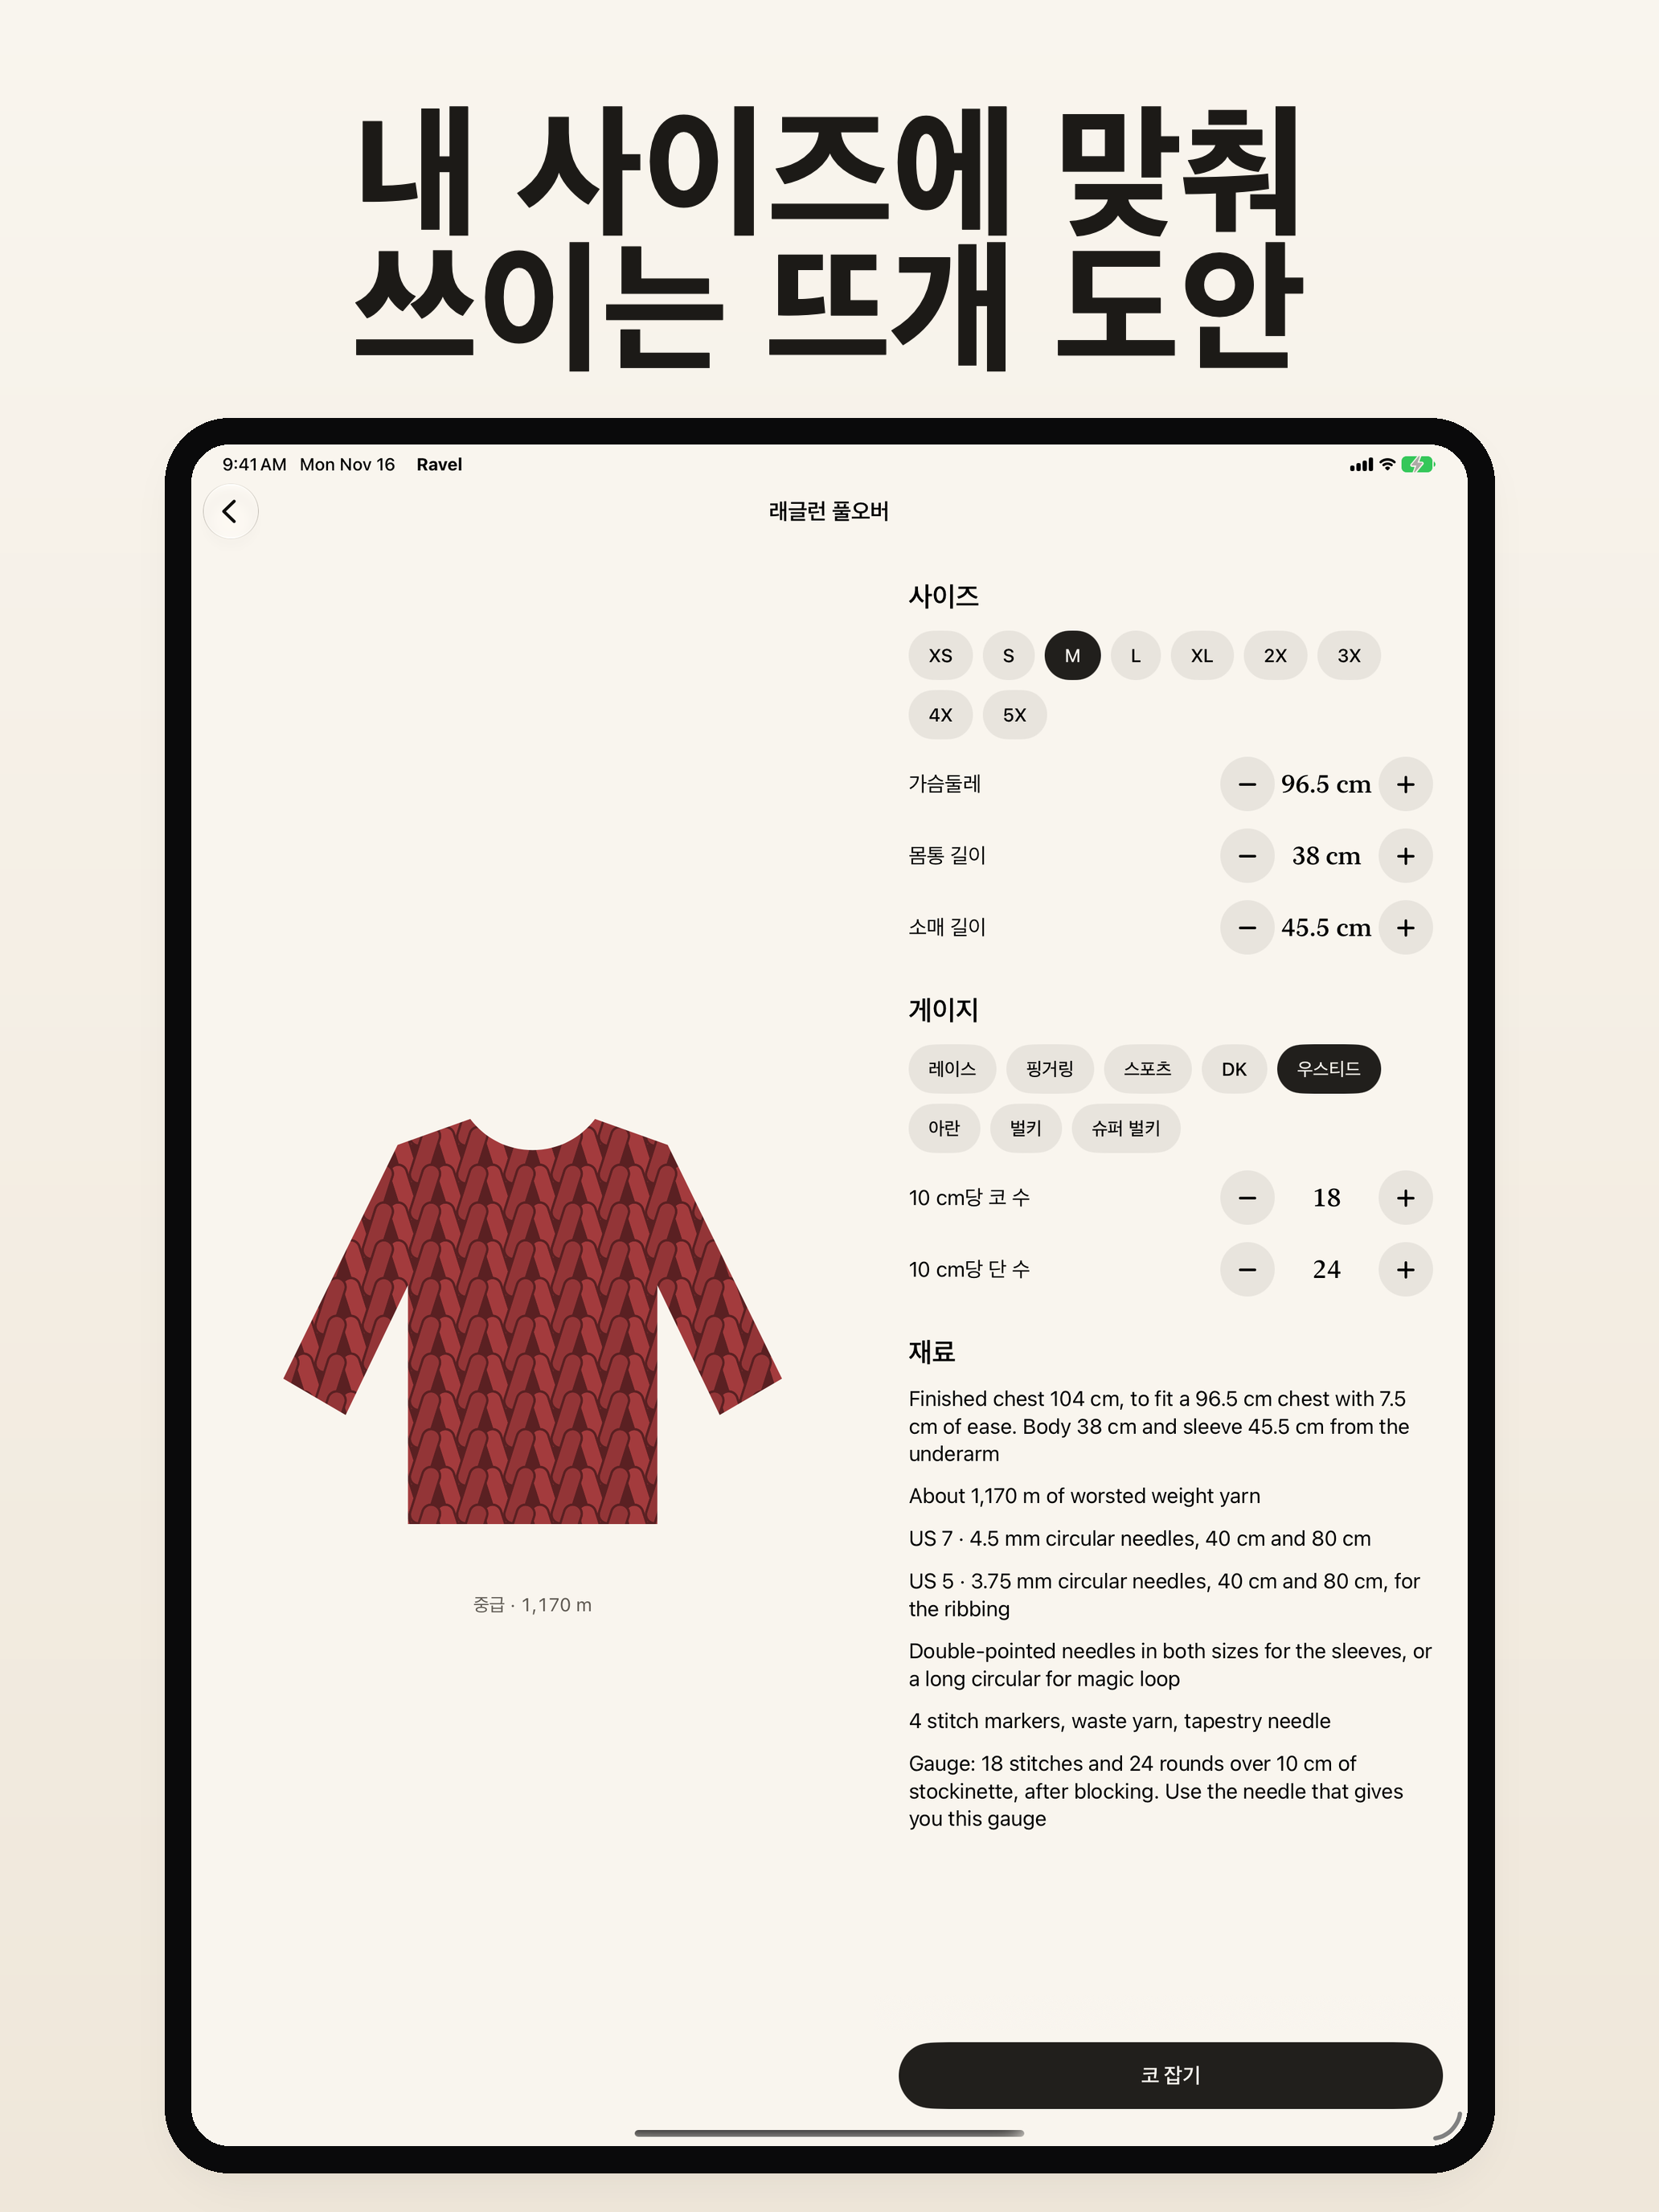 내 사이즈에 맞춰
쓰이는 뜨개 도안
9:41 AM Mon Nov 16 Ravel
래글런 풀오버
사이즈
XS S M L XL 2X 3X
4X 5X
가슴둘레 − 96.5 cm +
몸통 길이 − 38 cm +
소매 길이 − 45.5 cm +
게이지
레이스 핑거링 스포츠 DK 우스티드
아란 벌키 슈퍼 벌키
10 cm당 코 수 − 18 +
10 cm당 단 수 − 24 +
재료
Finished chest 104 cm, to fit a 96.5 cm chest with 7.5
cm of ease. Body 38 cm and sleeve 45.5 cm from the
underarm
About 1,170 m of worsted weight yarn
US 7 · 4.5 mm circular needles, 40 cm and 80 cm
US 5 · 3.75 mm circular needles, 40 cm and 80 cm, for
the ribbing
Double-pointed needles in both sizes for the sleeves, or
a long circular for magic loop
4 stitch markers, waste yarn, tapestry needle
Gauge: 18 stitches and 24 rounds over 10 cm of
stockinette, after blocking. Use the needle that gives
you this gauge
중급 · 1,170 m
코 잡기